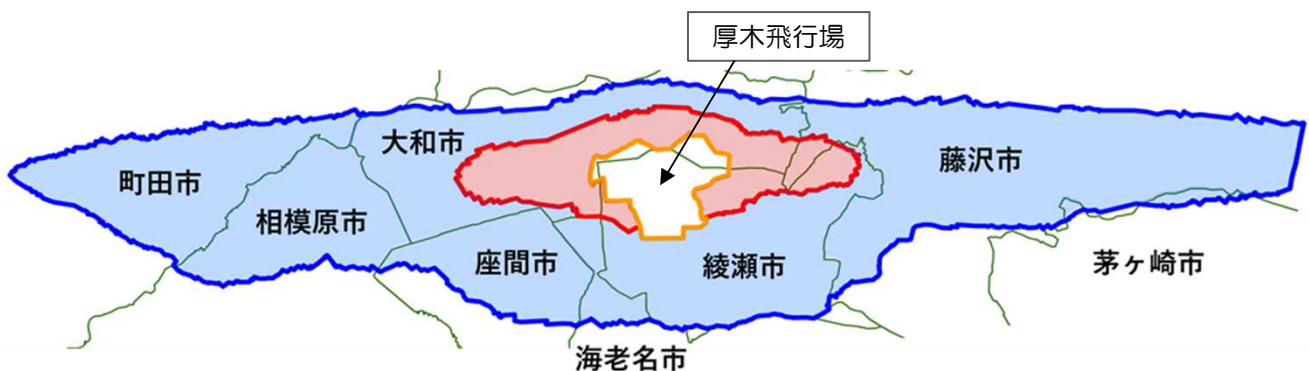 厚木飛行場
大和市
藤沢市
町田市
相模原市
座間市
綾瀬市
茅ヶ崎市
海老名市